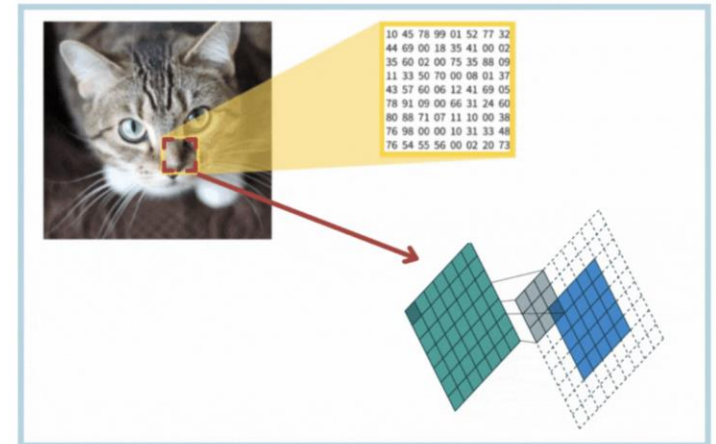 10 45 78 99 01 52 77 32
44 69 00 18 35 41 00 02
35 60 02 00 75 35 88 09
11 33 50 70 00 08 01 37
43 57 60 06 12 41 69 05
78 91 09 00 66 31 24 60
80 88 71 07 11 10 00 38
76 98 00 00 10 31 33 48
76 54 55 56 00 02 20 73